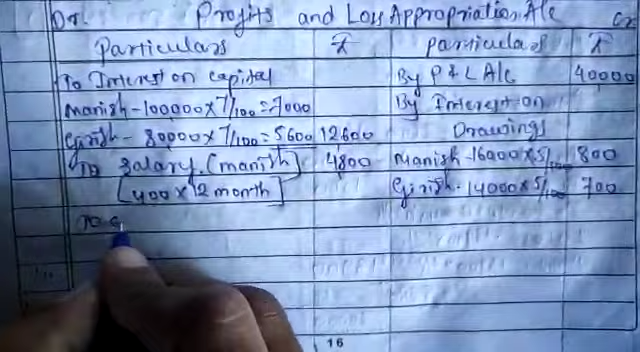 Dr. Profits and Loss Appropriation A/c Cr
Particulars ₹ Particulars ₹
To Interest on capital By P & L A/c 40000
Manish - 100000 x 7/100 = 7000 By Interest on
Girish - 80000 x 7/100 = 5600 12600 Drawings
To Salary. (Manish) 4800 Manish - 16000 x 5/100 800
[400 x 12 month] Girish - 14000 x 5/100 700
To
16